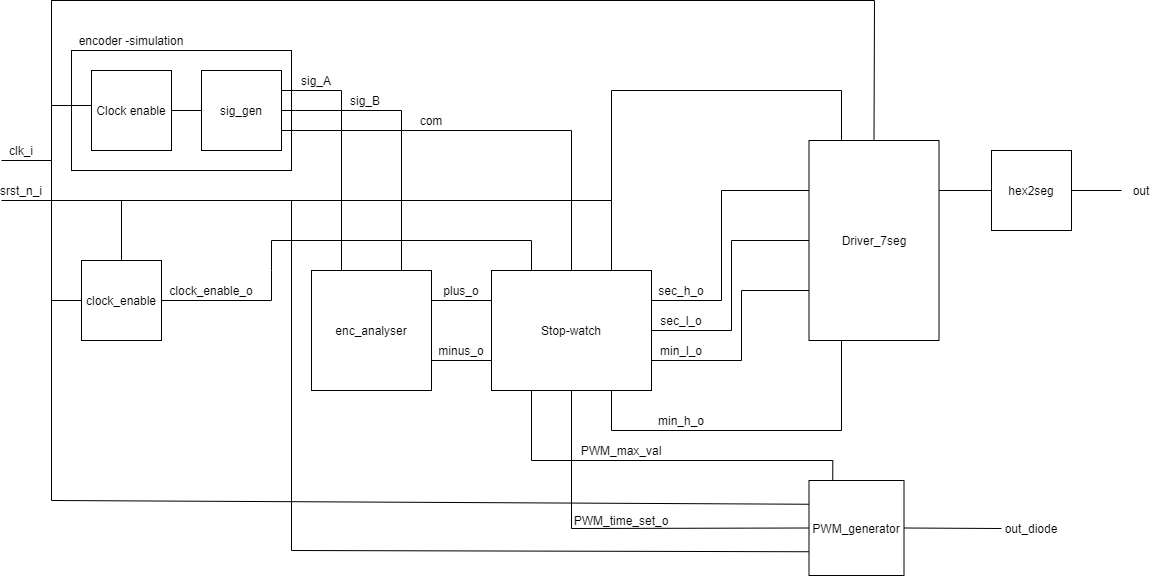 encoder -simulation
sig_A
Clock enable
sig_gen
sig_B
com
clk_i
srst_n_i
hex2seg
out
Driver_7seg
clock_enable
clock_enable_o
plus_o
sec_h_o
enc_analyser
Stop-watch
sec_l_o
minus_o
min_l_o
min_h_o
PWM_max_val
PWM_time_set_o
PWM_generator
out_diode